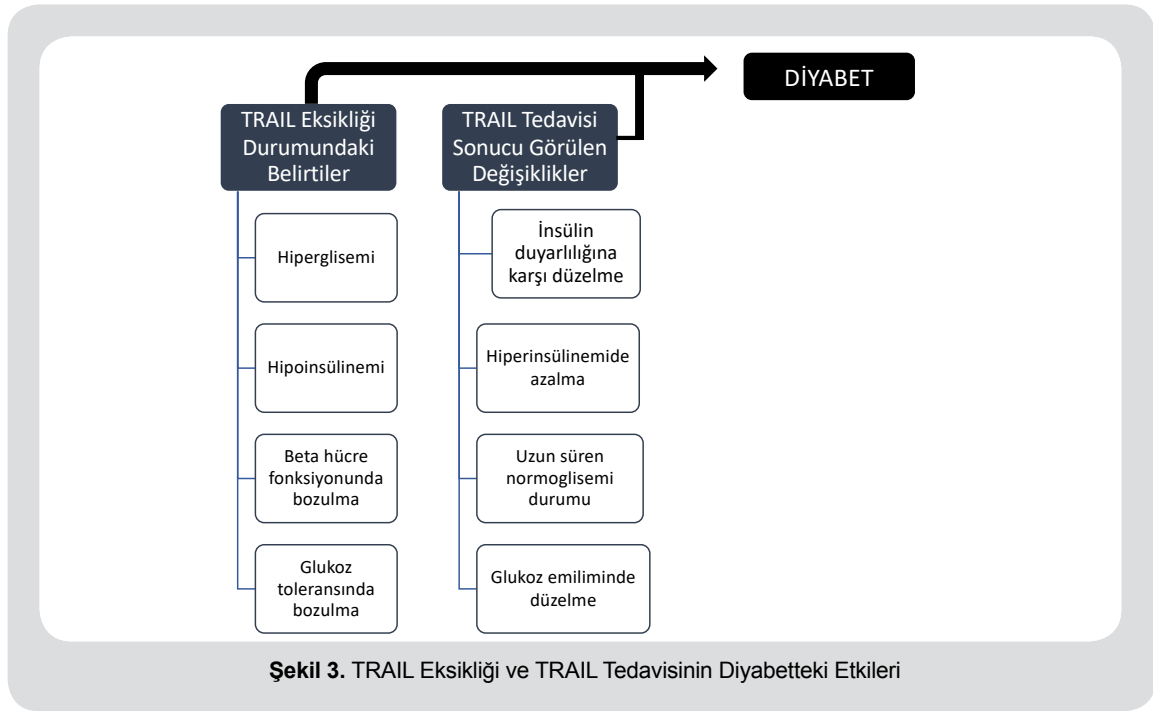 DİYABET
TRAIL Eksikliği
Durumundaki
Belirtiler
Hiperglisemi
Hipoinsülinemi
Beta hücre
fonksiyonunda
bozulma
Glukoz
toleransında
bozulma
TRAIL Tedavisi
Sonucu Görülen
Değişiklikler
İnsülin
duyarlılığına
karşı düzelme
Hiperinsülinemide
azalma
Uzun süren
normoglisemi
durumu
Glukoz emiliminde
düzelme
Şekil 3. TRAIL Eksikliği ve TRAIL Tedavisinin Diyabetteki Etkileri